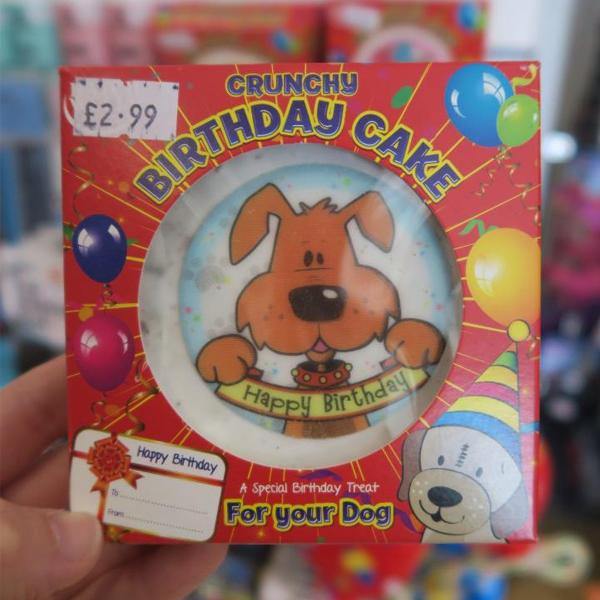 £2.99
CRUNCHY
BIRTHDAY CAKE
Happy Birthday
Happy Birthday
To
From
A Special Birthday Treat
For your Dog